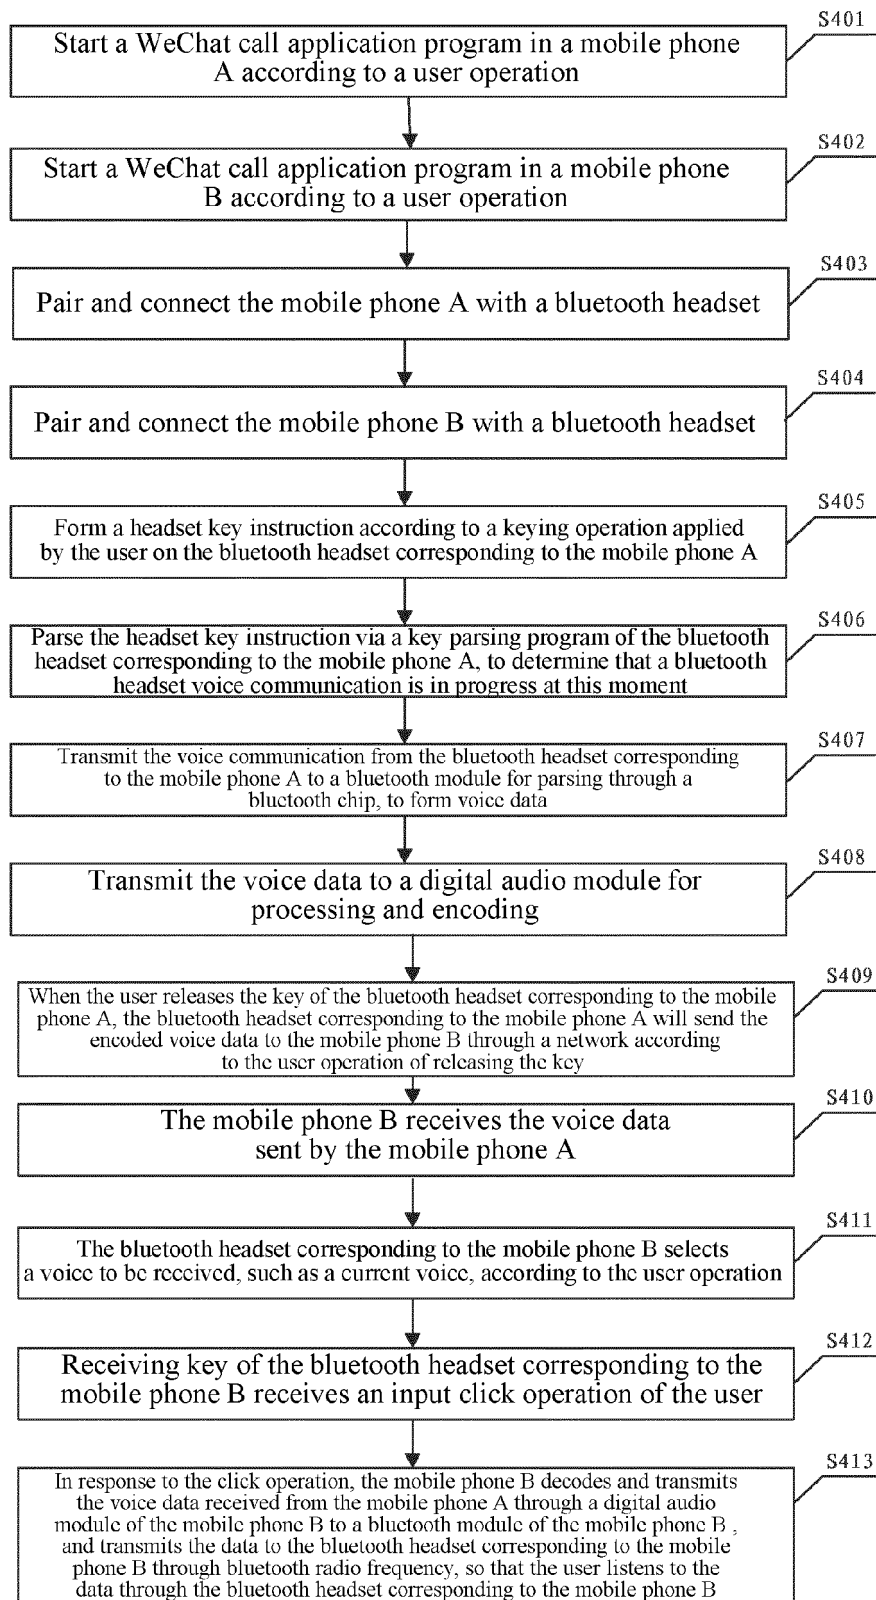 S401
Start a WeChat call application program in a mobile phone
A according to a user operation
S402
Start a WeChat call application program in a mobile phone
B according to a user operation
S403
Pair and connect the mobile phone A with a bluetooth headset
S404
Pair and connect the mobile phone B with a bluetooth headset
S405
Form a headset key instruction according to a keying operation applied
by the user on the bluetooth headset corresponding to the mobile phone A
S406
Parse the headset key instruction via a key parsing program of the bluetooth
headset corresponding to the mobile phone A, to determine that a bluetooth
headset voice communication is in progress at this moment
S407
Transmit the voice communication from the bluetooth headset corresponding
to the mobile phone A to a bluetooth module for parsing through a
bluetooth chip, to form voice data
S408
Transmit the voice data to a digital audio module for
processing and encoding
S409
When the user releases the key of the bluetooth headset corresponding to the mobile
phone A, the bluetooth headset corresponding to the mobile phone A will send the
encoded voice data to the mobile phone B through a network according
to the user operation of releasing the key
S410
The mobile phone B receives the voice data
sent by the mobile phone A
S411
The bluetooth headset corresponding to the mobile phone B selects
a voice to be received, such as a current voice, according to the user operation
S412
Receiving key of the bluetooth headset corresponding to the
mobile phone B receives an input click operation of the user
S413
In response to the click operation, the mobile phone B decodes and transmits
the voice data received from the mobile phone A through a digital audio
module of the mobile phone B to a bluetooth module of the mobile phone B ,
and transmits the data to the bluetooth headset corresponding to the mobile
phone B through bluetooth radio frequency, so that the user listens to the
data through the bluetooth headset corresponding to the mobile phone B